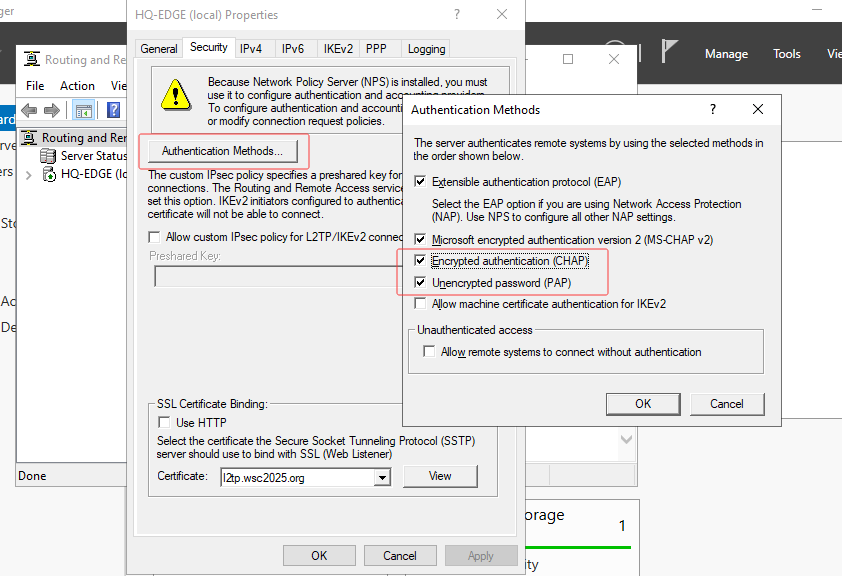 ger
HQ-EDGE (local) Properties
Manage
Tools
Routing and Re
File
Action
General
Security
IPv4
IPv6
IKEv2
PPP
Logging
Because Network Policy Server (NPS) is installed, you must
use it to configure authentication and accounting providers.
To configure authentication and accounti
or modify connection request policies.
Authentication Methods...
The custom IPsec policy specifies a preshared key for
connections. The Routing and Remote Access service
set this option. IKEv2 initiators configured to authentica
certificate will not be able to connect.
Allow custom IPsec policy for L2TP/IKEv2 connec
Preshared Key:
SSL Certificate Binding:
Use HTTP
Select the certificate the Secure Socket Tunneling Protocol (SSTP)
server should use to bind with SSL (Web Listener)
Certificate:
l2tp.wsc2025.org
View
OK
Cancel
Apply
Routing and Rem
Server Status
HQ-EDGE (lo
Done
Authentication Methods
The server authenticates remote systems by using the selected methods in
the order shown below.
Extensible authentication protocol (EAP)
Select the EAP option if you are using Network Access Protection
(NAP). Use NPS to configure all other NAP settings.
Microsoft encrypted authentication version 2 (MS-CHAP v2)
Encrypted authentication (CHAP)
Unencrypted password (PAP)
Allow machine certificate authentication for IKEv2
Unauthenticated access
Allow remote systems to connect without authentication
OK
Cancel
orage
1
ity